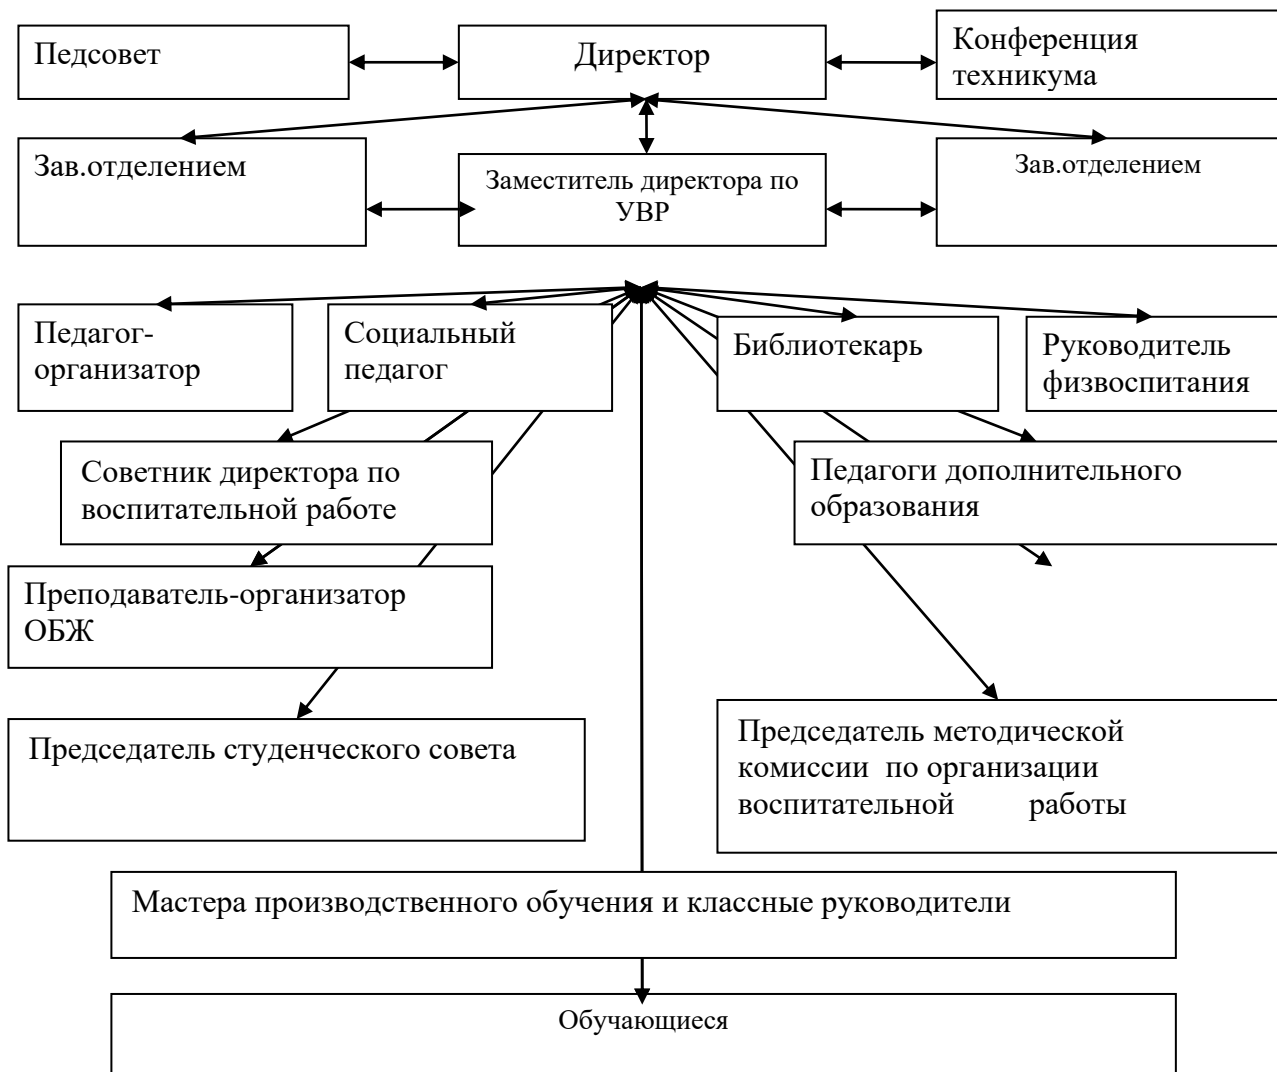 Педсовет
Директор
Конференция
техникума
Зав.отделением
Заместитель директора по
УВР
Зав.отделением
Педагог-
организатор
Социальный
педагог
Библиотекарь
Руководитель
физвоспитания
Советник директора по
воспитательной работе
Педагоги дополнительного
образования
Преподаватель-организатор
ОБЖ
Председатель студенческого совета
Председатель методической
комиссии по организации
воспитательной работы
Мастера производственного обучения и классные руководители
Обучающиеся